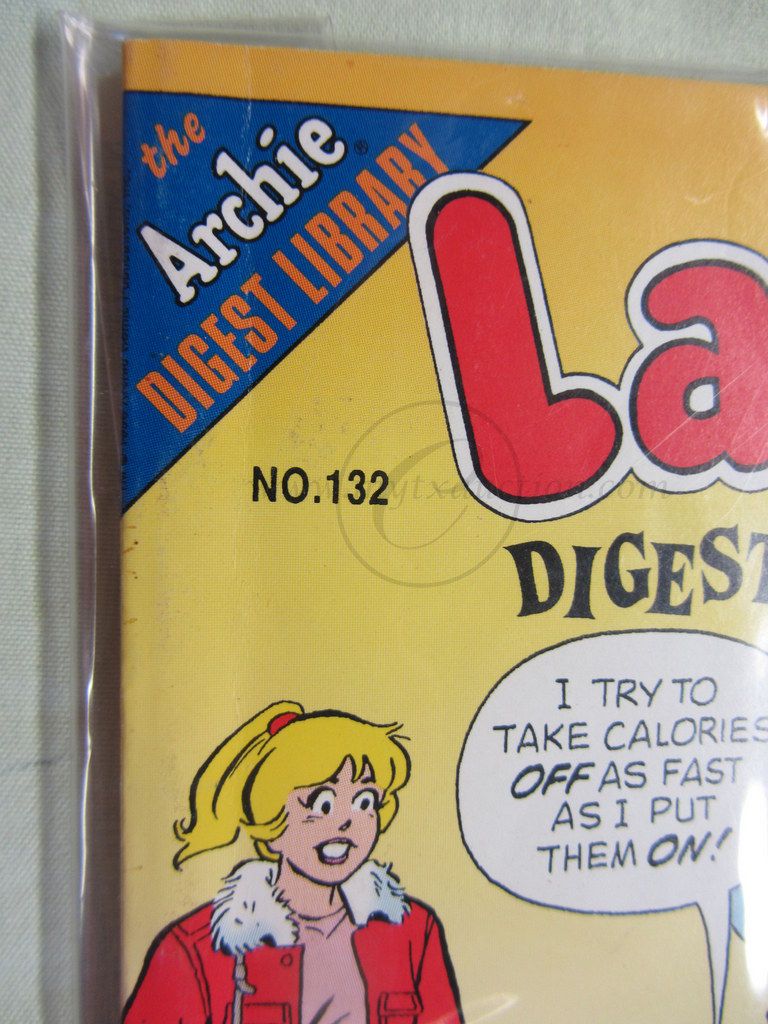 the
Archie®
DIGEST LIBRARY
La
NO.132
DIGEST
I TRY TO
TAKE CALORIES
OFF AS FAST
AS I PUT
THEM ON!